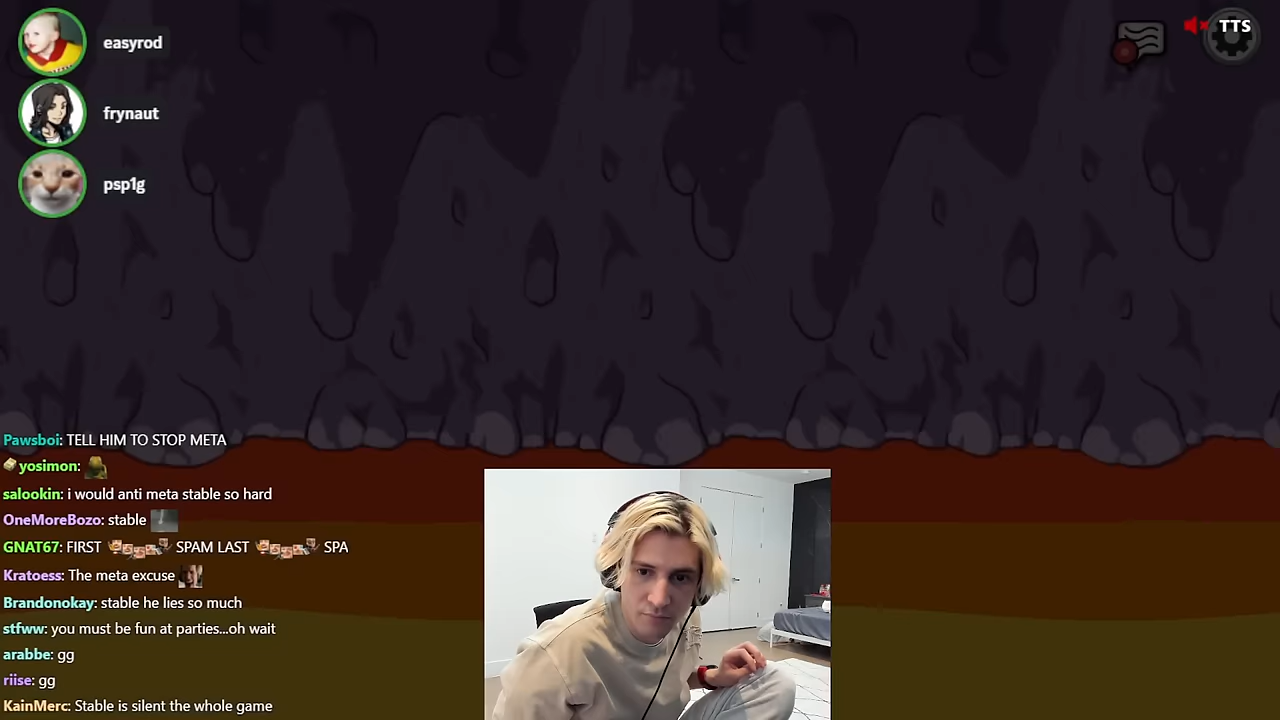 easyrod
TTS
frynaut
psp1g
Pawsboi: TELL HIM TO STOP META
yosimon:
salookin: i would anti meta stable so hard
OneMoreBozo: stable
GNAT67: FIRST SPAM LAST SPA
Kratoess: The meta excuse
Brandonokay: stable he lies so much
stfww: you must be fun at parties...oh wait
arabbe: gg
riise: gg
KainMerc: Stable is silent the whole game